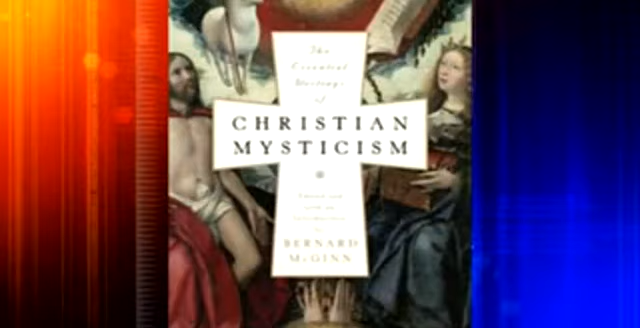 The
Essential
Writings
of
CHRISTIAN
MYSTICISM
BERNARD
McGINN